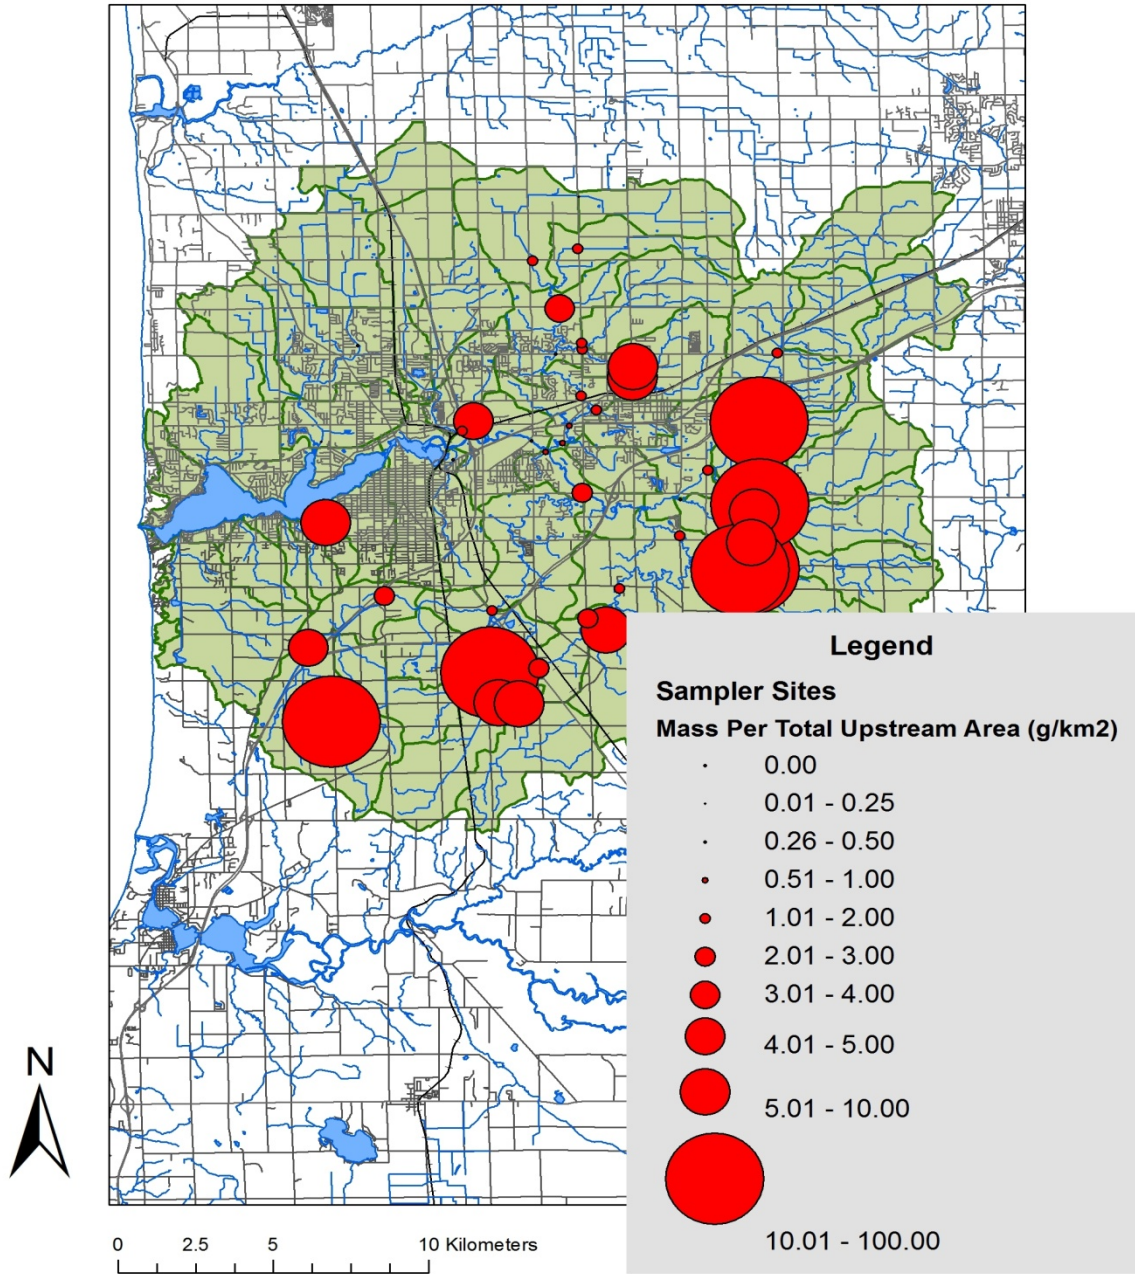 Legend
Sampler Sites
Mass Per Total Upstream Area (g/km2)
0.00
0.01 - 0.25
0.26 - 0.50
0.51 - 1.00
1.01 - 2.00
2.01 - 3.00
3.01 - 4.00
4.01 - 5.00
5.01 - 10.00
10.01 - 100.00
N
0 2.5 5 10 Kilometers